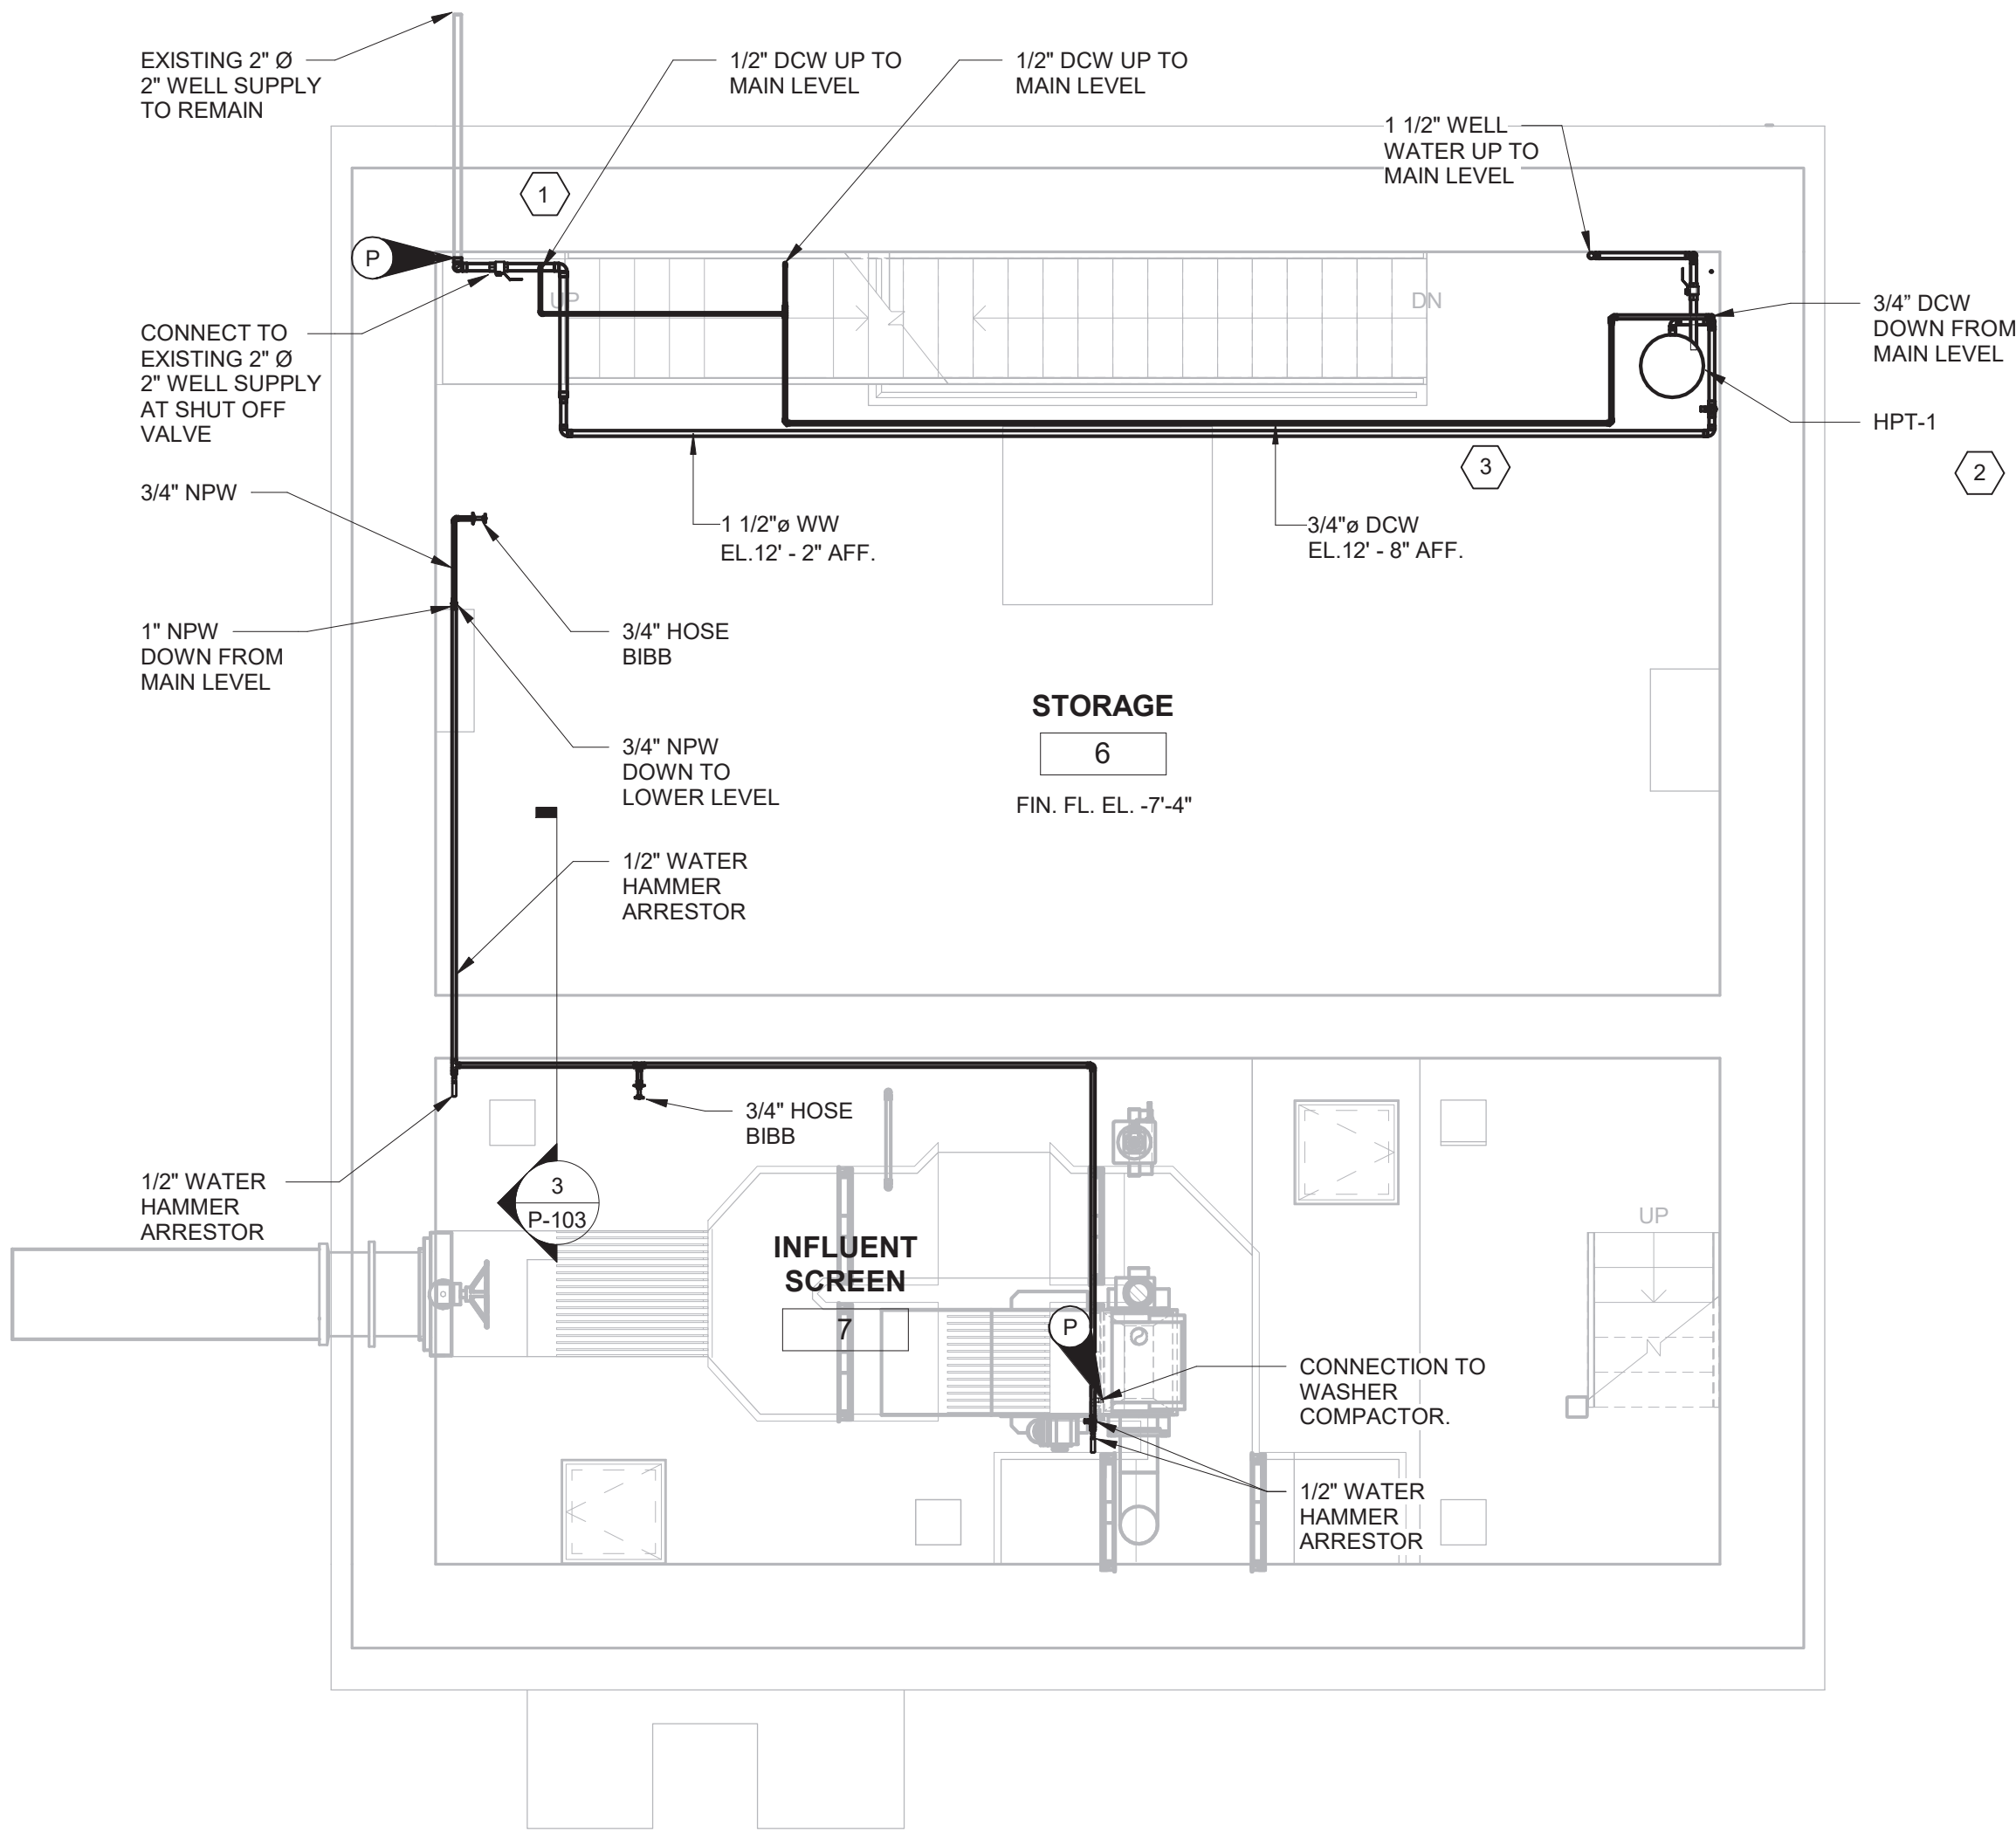 EXISTING 2" Ø
2" WELL SUPPLY
TO REMAIN
1/2" DCW UP TO
MAIN LEVEL
1/2" DCW UP TO
MAIN LEVEL
1 1/2" WELL
WATER UP TO
MAIN LEVEL
1
P
UP
DN
CONNECT TO
EXISTING 2" Ø
2" WELL SUPPLY
AT SHUT OFF
VALVE
3/4” DCW
DOWN FROM
MAIN LEVEL
HPT-1
3
2
3/4" NPW
1 1/2"ø WW
EL.12' - 2" AFF.
3/4"ø DCW
EL.12' - 8" AFF.
1" NPW
DOWN FROM
MAIN LEVEL
3/4" HOSE
BIBB
STORAGE
6
FIN. FL. EL. -7'-4"
3/4" NPW
DOWN TO
LOWER LEVEL
1/2" WATER
HAMMER
ARRESTOR
3/4" HOSE
BIBB
1/2" WATER
HAMMER
ARRESTOR
3
P-103
INFLUENT
SCREEN
7
P
UP
CONNECTION TO
WASHER
COMPACTOR.
1/2" WATER
HAMMER
ARRESTOR